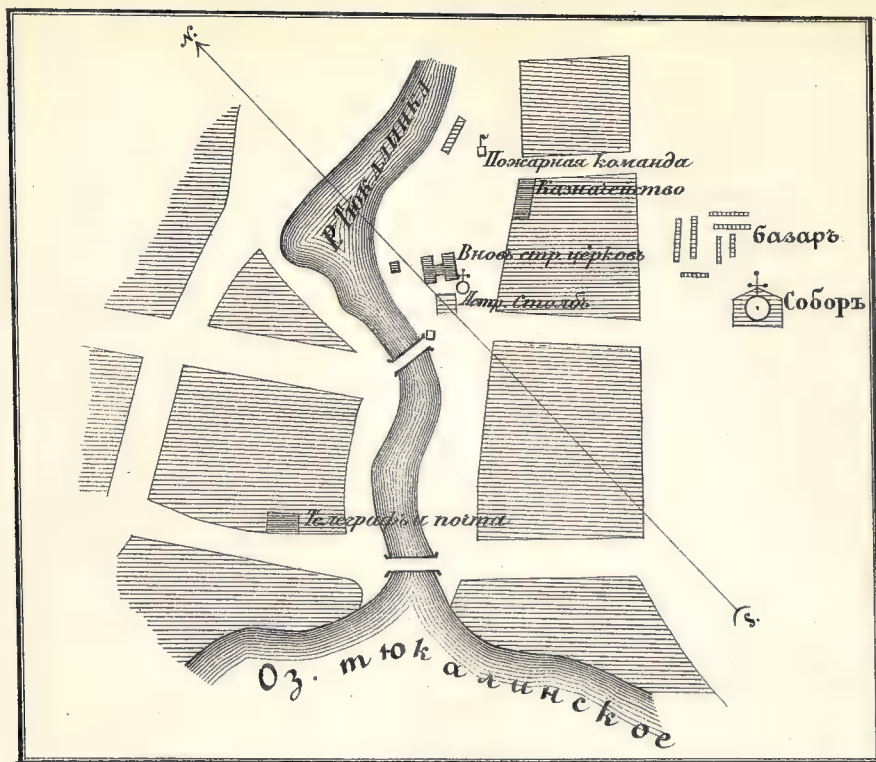 N.
Р. Тюкалинка
Пожарная команда
Казначейство
базаръ
Вновь стр. церковь
Соборъ
Астр. Столбъ
Телеграфъ и почта
S.
Оз. тюкалинское